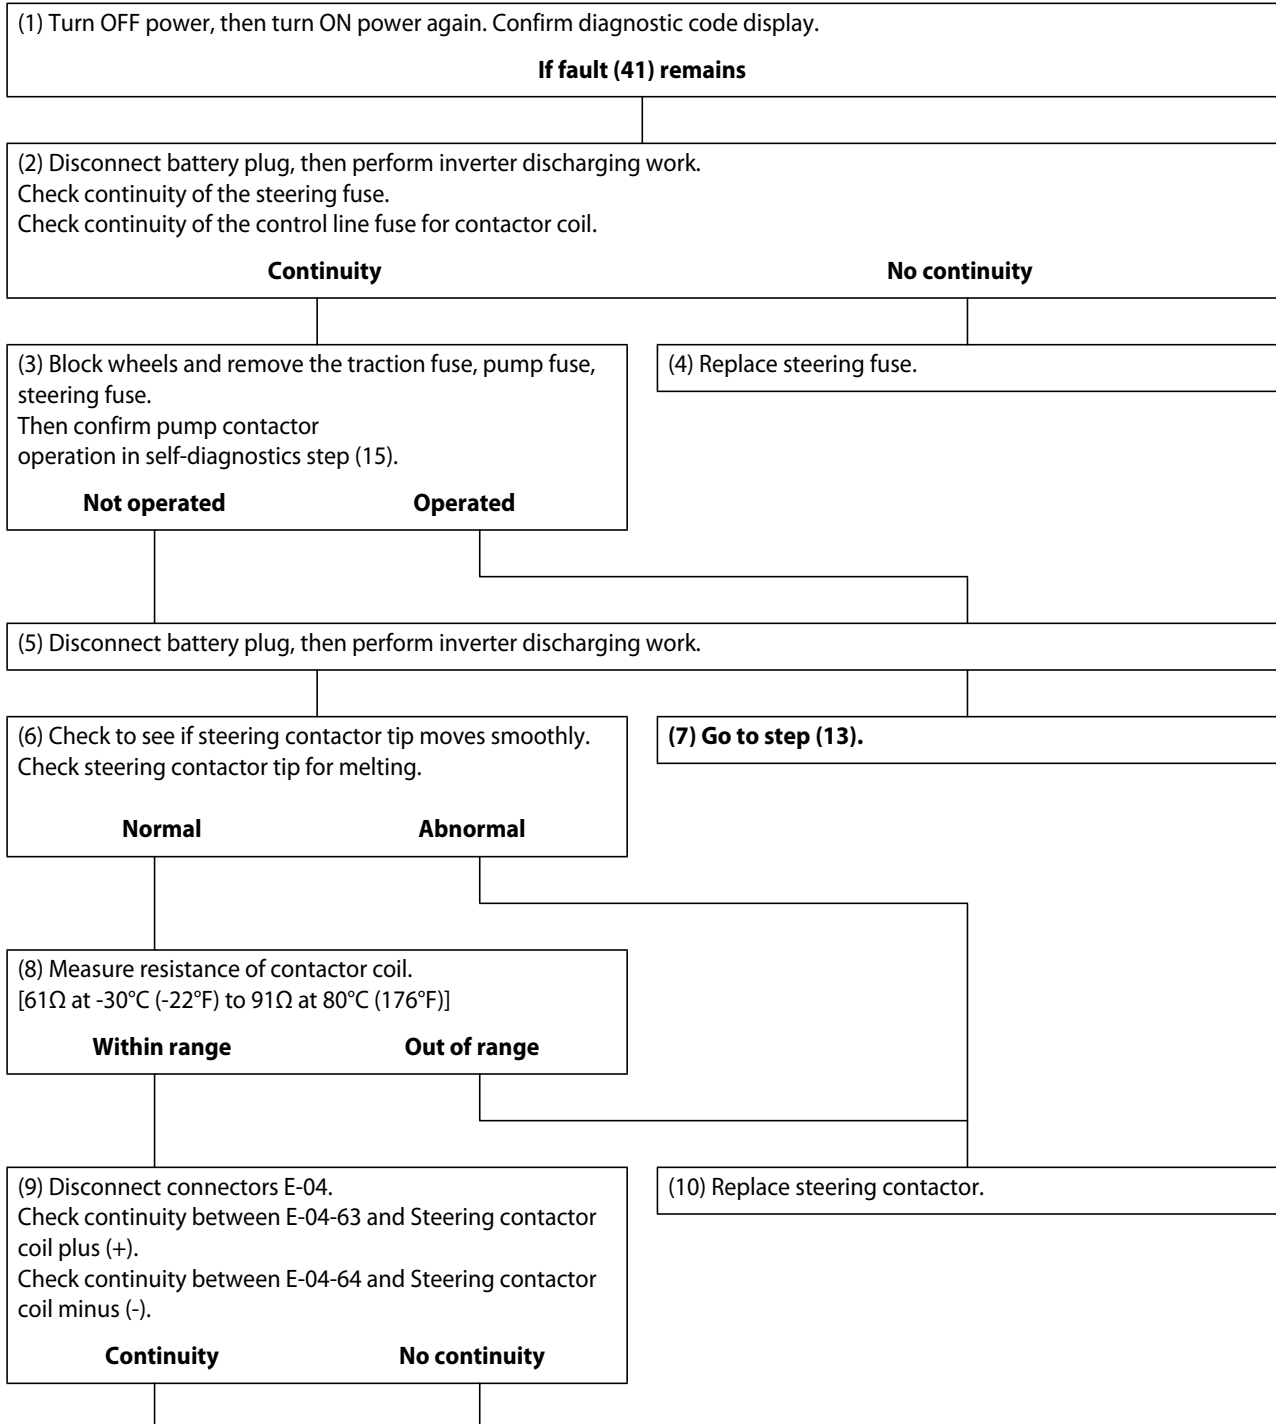 (1) Turn OFF power, then turn ON power again. Confirm diagnostic code display.
If fault (41) remains
(2) Disconnect battery plug, then perform inverter discharging work.
Check continuity of the steering fuse.
Check continuity of the control line fuse for contactor coil.
Continuity
No continuity
(3) Block wheels and remove the traction fuse, pump fuse,
steering fuse.
Then confirm pump contactor
operation in self-diagnostics step (15).
Not operated
Operated
(4) Replace steering fuse.
(5) Disconnect battery plug, then perform inverter discharging work.
(6) Check to see if steering contactor tip moves smoothly.
Check steering contactor tip for melting.
Normal
Abnormal
(7) Go to step (13).
(8) Measure resistance of contactor coil.
[61Ω at -30°C (-22°F) to 91Ω at 80°C (176°F)]
Within range
Out of range
(9) Disconnect connectors E-04.
Check continuity between E-04-63 and Steering contactor
coil plus (+).
Check continuity between E-04-64 and Steering contactor
coil minus (-).
Continuity
No continuity
(10) Replace steering contactor.